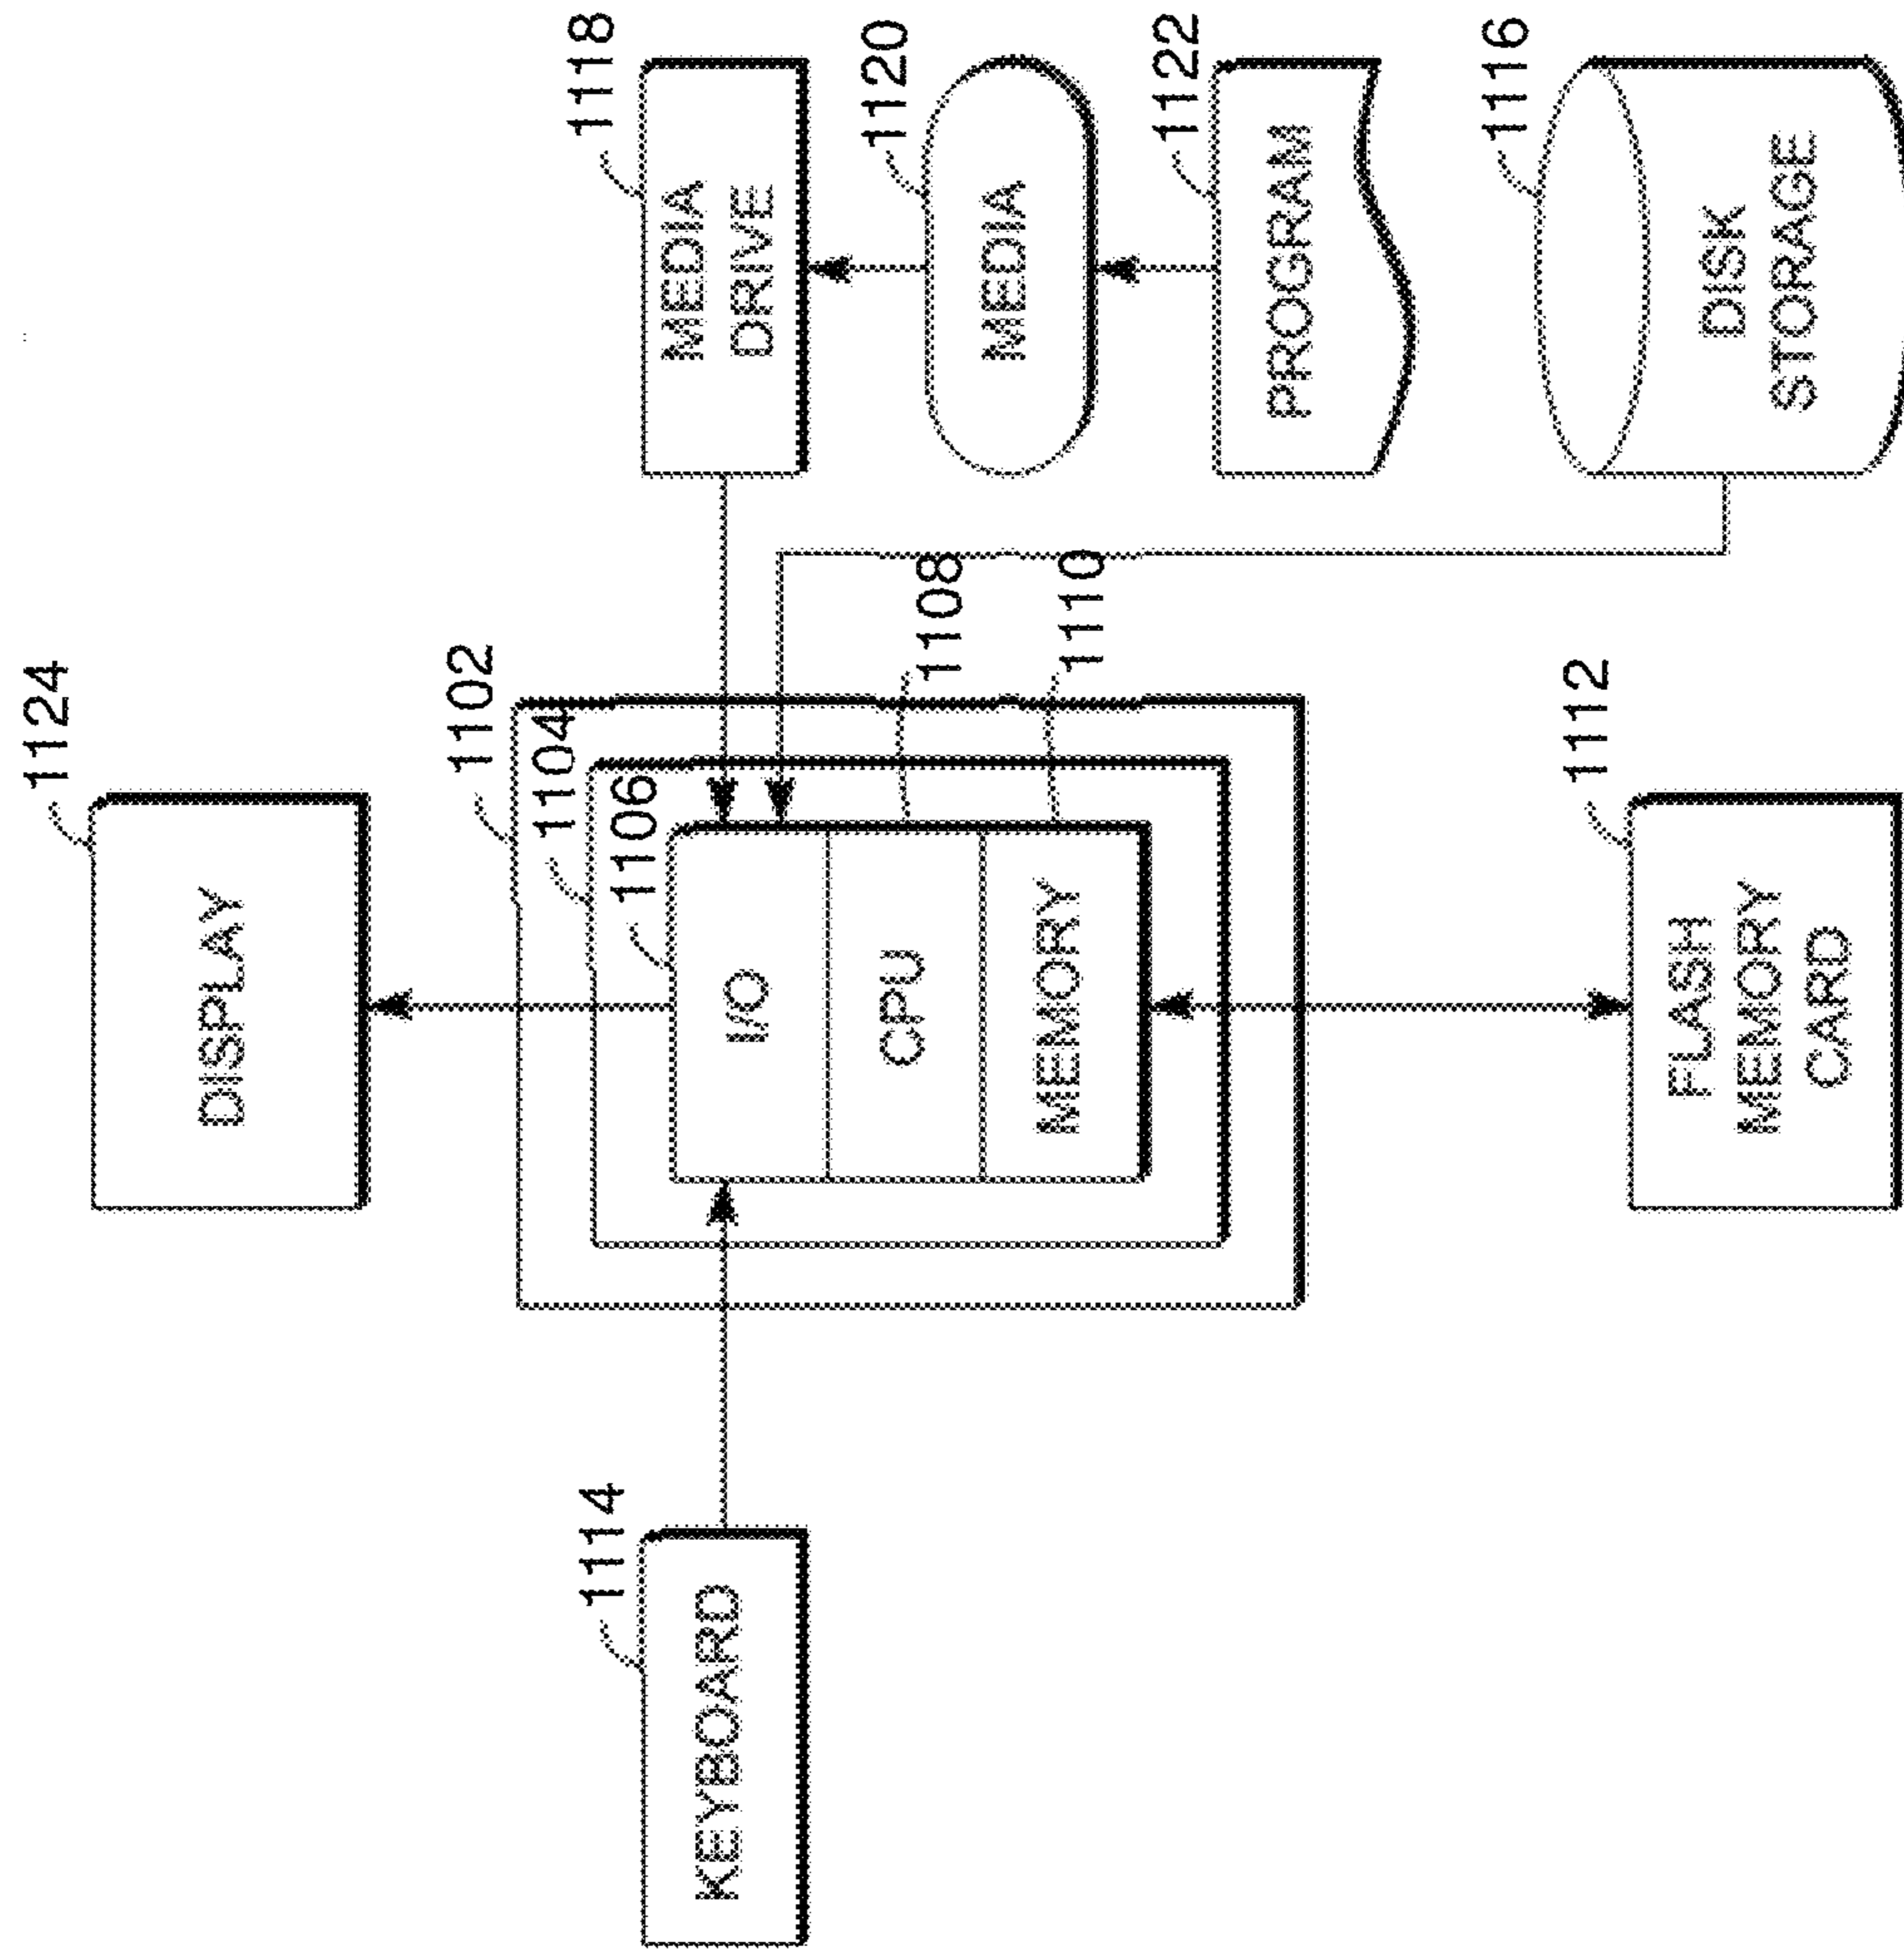 1124
DISPLAY
1102
1104
1106
1114
KEYBOARD
1118
MEDIA
DRIVE
I/O
CPU
MEMORY
1108
1110
1120
MEDIA
1122
PROGRAM
1116
DISK
STORAGE
1112
FLASH
MEMORY
CARD